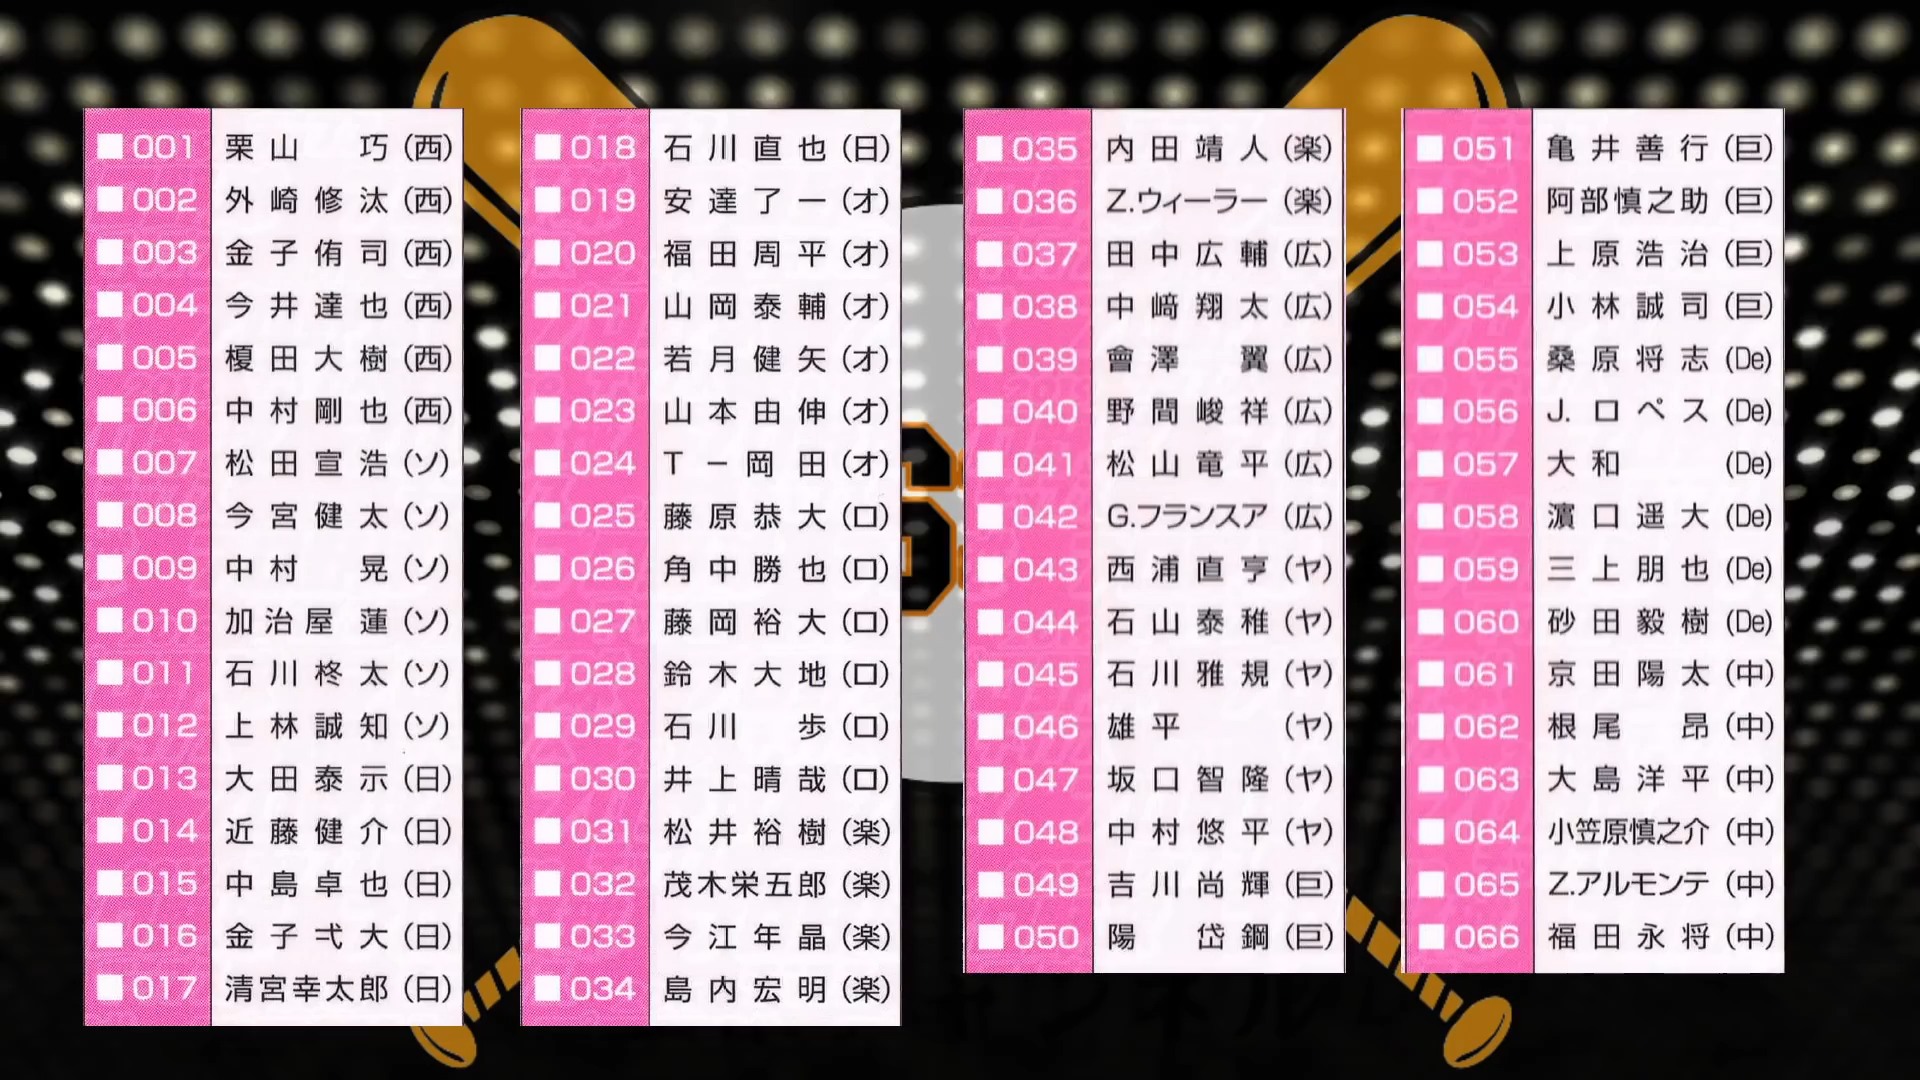 001 栗山 巧(西)
002 外崎修汰(西)
003 金子侑司(西)
004 今井達也(西)
005 榎田大樹(西)
006 中村剛也(西)
007 松田宣浩(ソ)
008 今宮健太(ソ)
009 中村 晃(ソ)
010 加治屋 蓮(ソ)
011 石川柊太(ソ)
012 上林誠知(ソ)
013 大田泰示(日)
014 近藤健介(日)
015 中島卓也(日)
016 金子弌大(日)
017 清宮幸太郎(日)
018 石川直也(日)
019 安達了一(オ)
020 福田周平(オ)
021 山岡泰輔(オ)
022 若月健矢(オ)
023 山本由伸(オ)
024 T-岡田(オ)
025 藤原恭大(ロ)
026 角中勝也(ロ)
027 藤岡裕大(ロ)
028 鈴木大地(ロ)
029 石川 歩(ロ)
030 井上晴哉(ロ)
031 松井裕樹(楽)
032 茂木栄五郎(楽)
033 今江年晶(楽)
034 島内宏明(楽)
035 内田靖人(楽)
036 Z.ウィーラー(楽)
037 田中広輔(広)
038 中﨑翔太(広)
039 會澤 翼(広)
040 野間峻祥(広)
041 松山竜平(広)
042 G.フランスア(広)
043 西浦直亨(ヤ)
044 石山泰稚(ヤ)
045 石川雅規(ヤ)
046 雄平(ヤ)
047 坂口智隆(ヤ)
048 中村悠平(ヤ)
049 吉川尚輝(巨)
050 陽 岱鋼(巨)
051 亀井善行(巨)
052 阿部慎之助(巨)
053 上原浩治(巨)
054 小林誠司(巨)
055 桑原将志(De)
056 J.ロペス(De)
057 大和(De)
058 濵口遥大(De)
059 三上朋也(De)
060 砂田毅樹(De)
061 京田陽太(中)
062 根尾 昂(中)
063 大島洋平(中)
064 小笠原慎之介(中)
065 Z.アルモンテ(中)
066 福田永将(中)